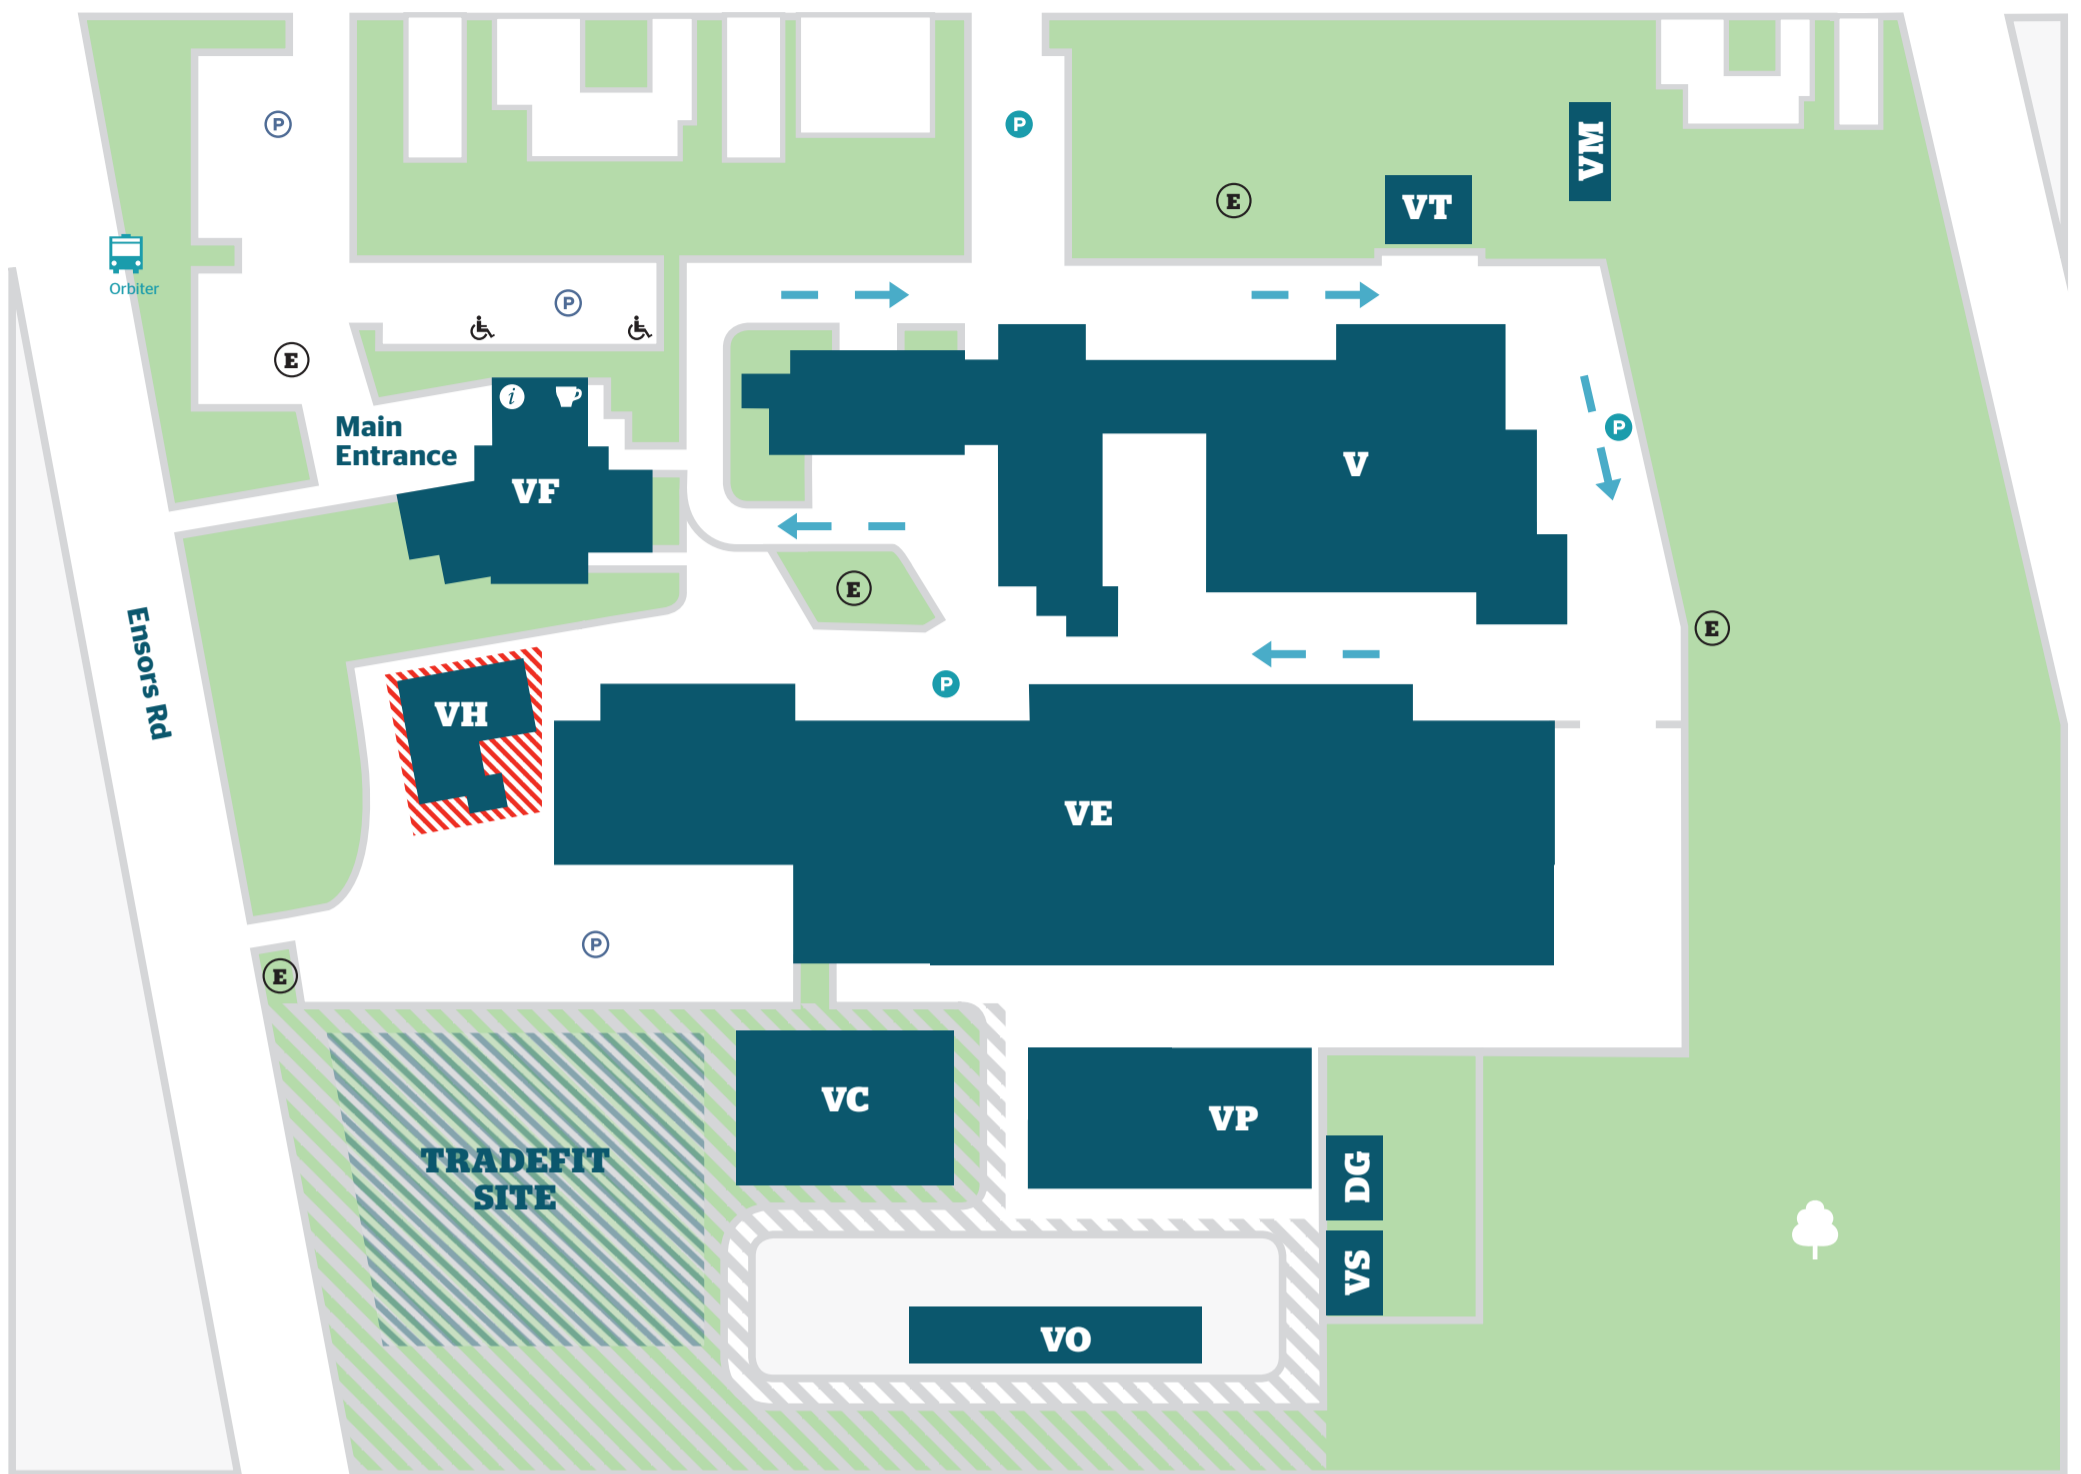 P
P
VM
E
VT
Orbiter
P
E
i
Main
Entrance
P
V
VF
E
E
Ensors Rd
P
VH
VE
P
E
VC
VP
TRADEFIT
SITE
DG
VS
VO